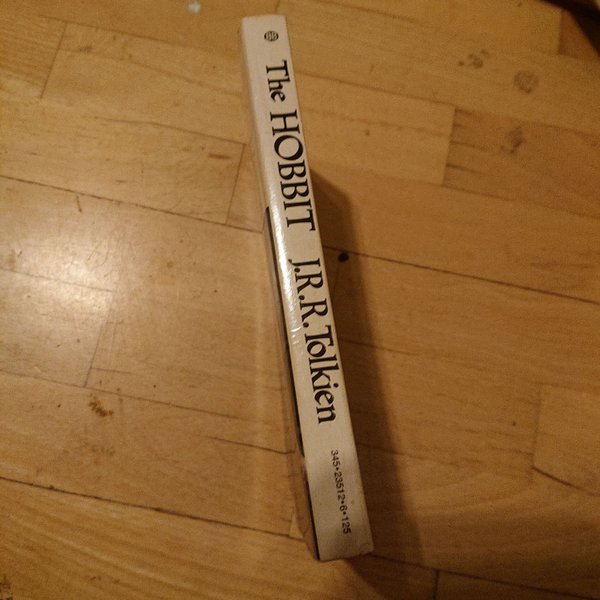 The HOBBIT J.R.R. Tolkien
345•23512•6•125